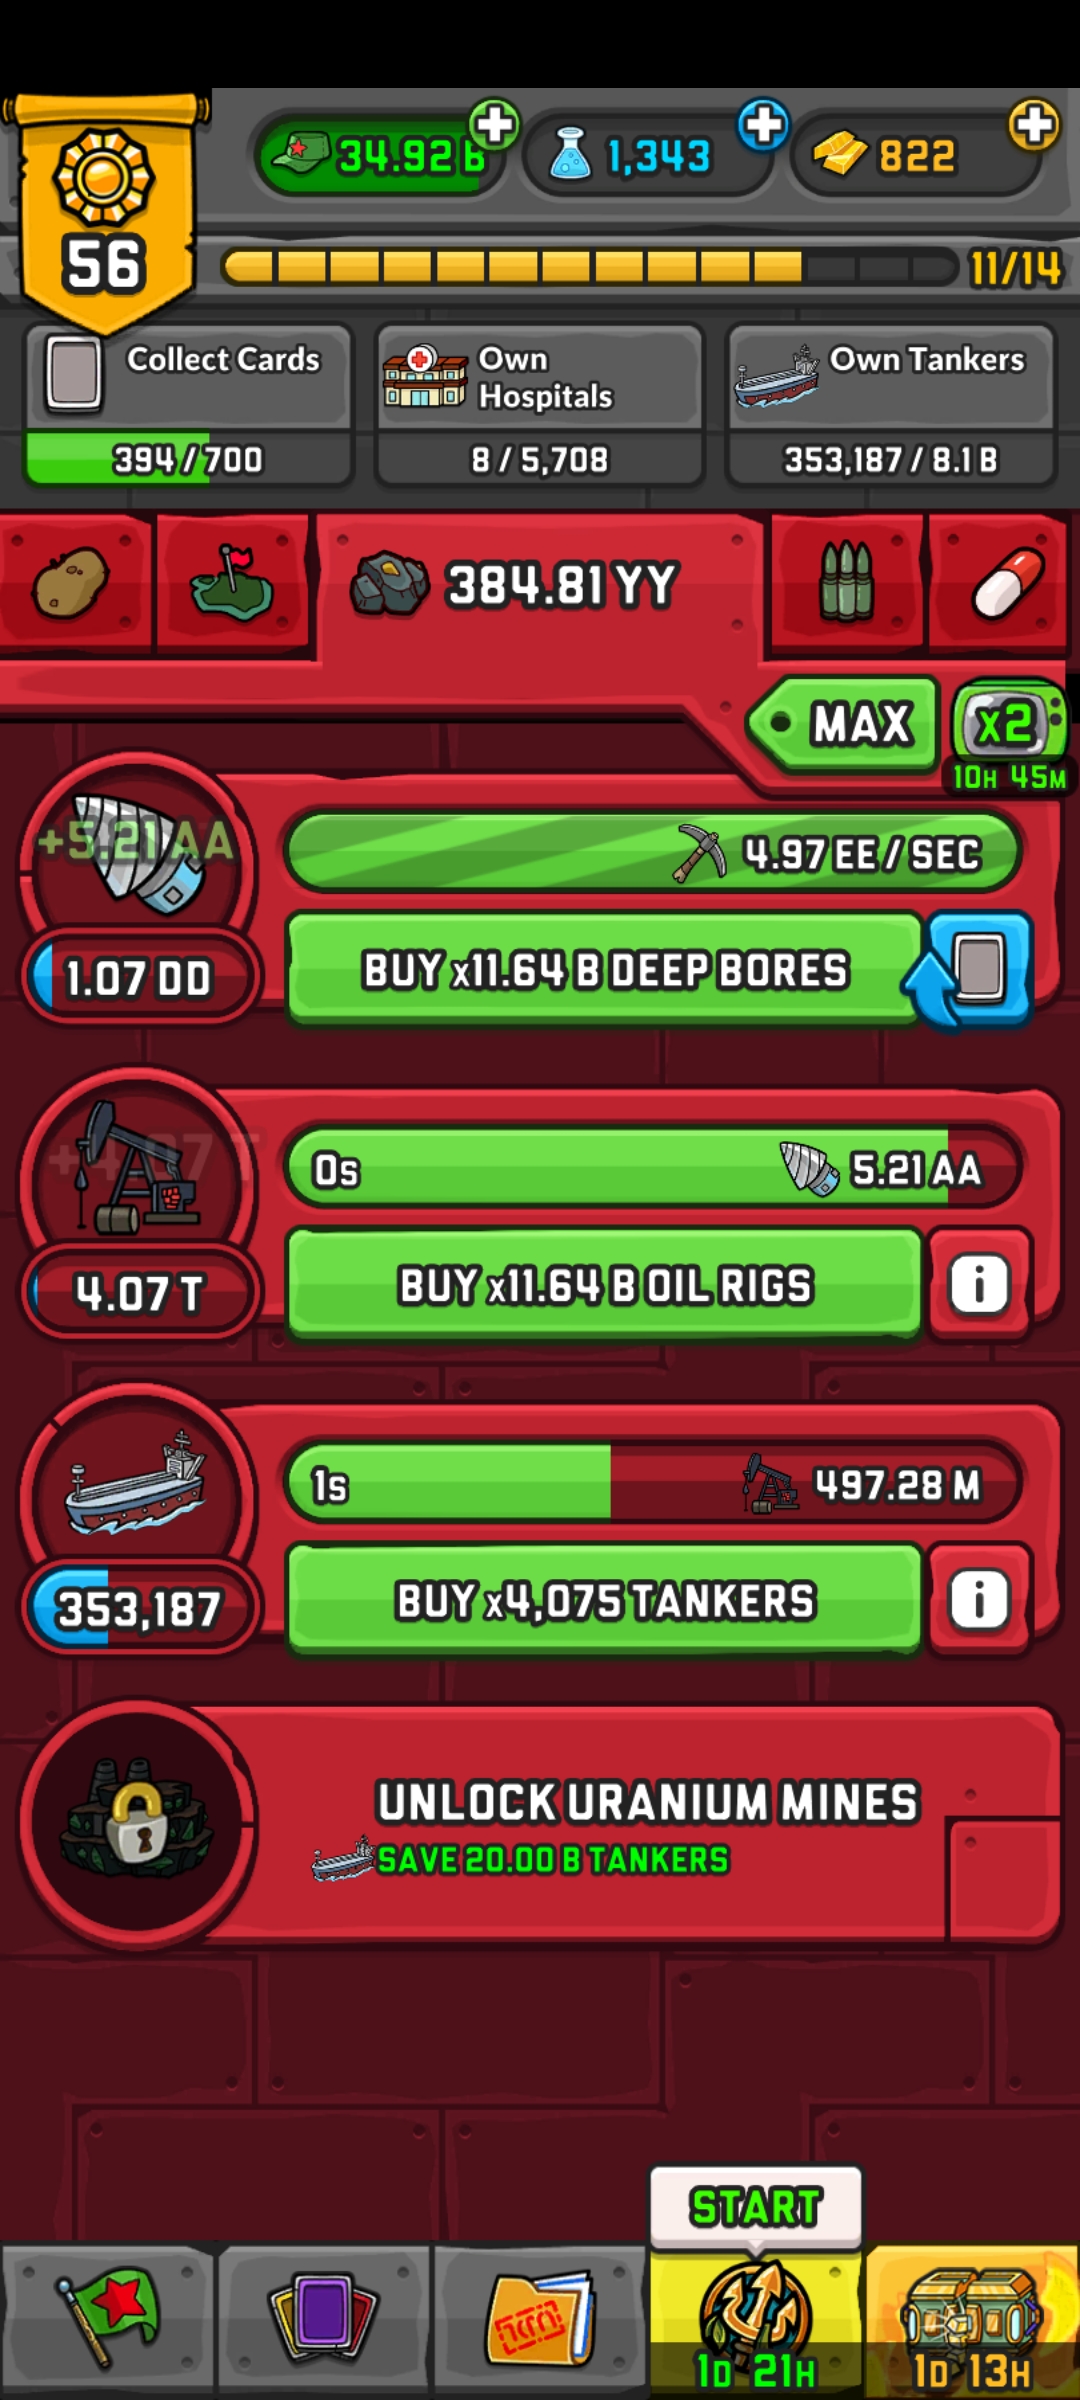 34.92 B
1,343
822
56
11/14
Collect Cards
394 / 700
Own
Hospitals
8 / 5,708
Own Tankers
353,187 / 8.1 B
384.81 YY
MAX
x2
10H 45M
+5.21 AA
4.97 EE / SEC
1.07 DD
BUY x11.64 B DEEP BORES
+4.07 T
0s
5.21 AA
4.07 T
BUY x11.64 B OIL RIGS
i
1s
497.28 M
353,187
BUY x4,075 TANKERS
i
UNLOCK URANIUM MINES
SAVE 20.00 B TANKERS
START
1D 21H
1D 13H